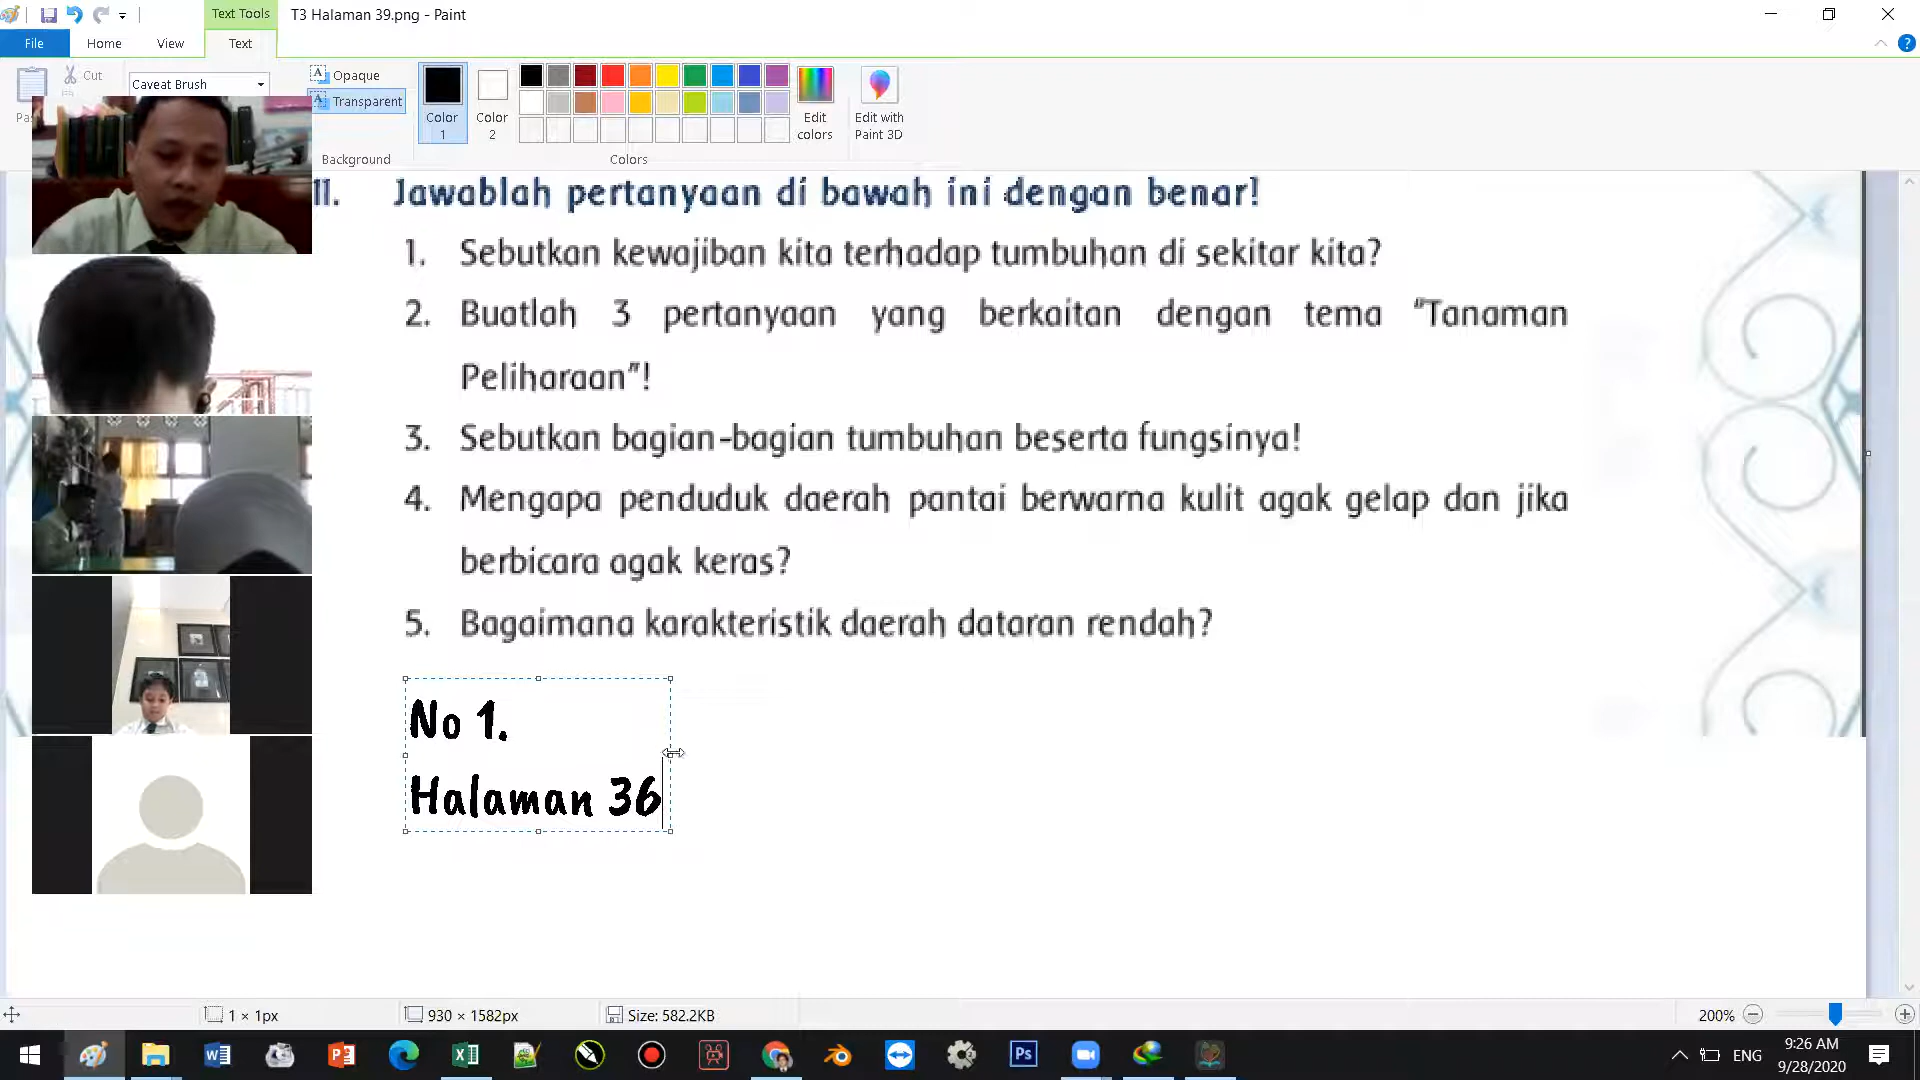 Text Tools
T3 Halaman 39.png - Paint
File
Home
View
Text
Cut
Caveat Brush
Opaque
Transparent
Background
Color
1
Color
2
Edit
colors
Edit with
Paint 3D
Colors
II. Jawablah pertanyaan di bawah ini dengan benar!
1. Sebutkan kewajiban kita terhadap tumbuhan di sekitar kita?
2. Buatlah 3 pertanyaan yang berkaitan dengan tema "Tanaman
Peliharaan"!
3. Sebutkan bagian-bagian tumbuhan beserta fungsinya!
4. Mengapa penduduk daerah pantai berwarna kulit agak gelap dan jika
berbicara agak keras?
5. Bagaimana karakteristik daerah dataran rendah?
No 1.
Halaman 36
1 × 1px
930 × 1582px
Size: 582.2KB
200%
ENG
9:26 AM
9/28/2020